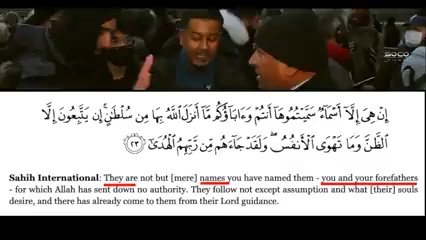 SOCO
FILMS
إِنْ هِىَ إِلَّآ أَسْمَآءٌ سَمَّيْتُمُوهَآ أَنتُمْ وَءَابَآؤُكُم مَّآ أَنزَلَ ٱللَّهُ بِهَا مِن سُلْطَـٰنٍ ۚ إِن يَتَّبِعُونَ إِلَّا
ٱلظَّنَّ وَمَا تَهْوَى ٱلْأَنفُسُ ۖ وَلَقَدْ جَآءَهُم مِّن رَّبِّهِمُ ٱلْهُدَىٰٓ ٢٣
Sahih International: They are not but [mere] names you have named them - you and your forefathers
- for which Allah has sent down no authority. They follow not except assumption and what [their] souls
desire, and there has already come to them from their Lord guidance.